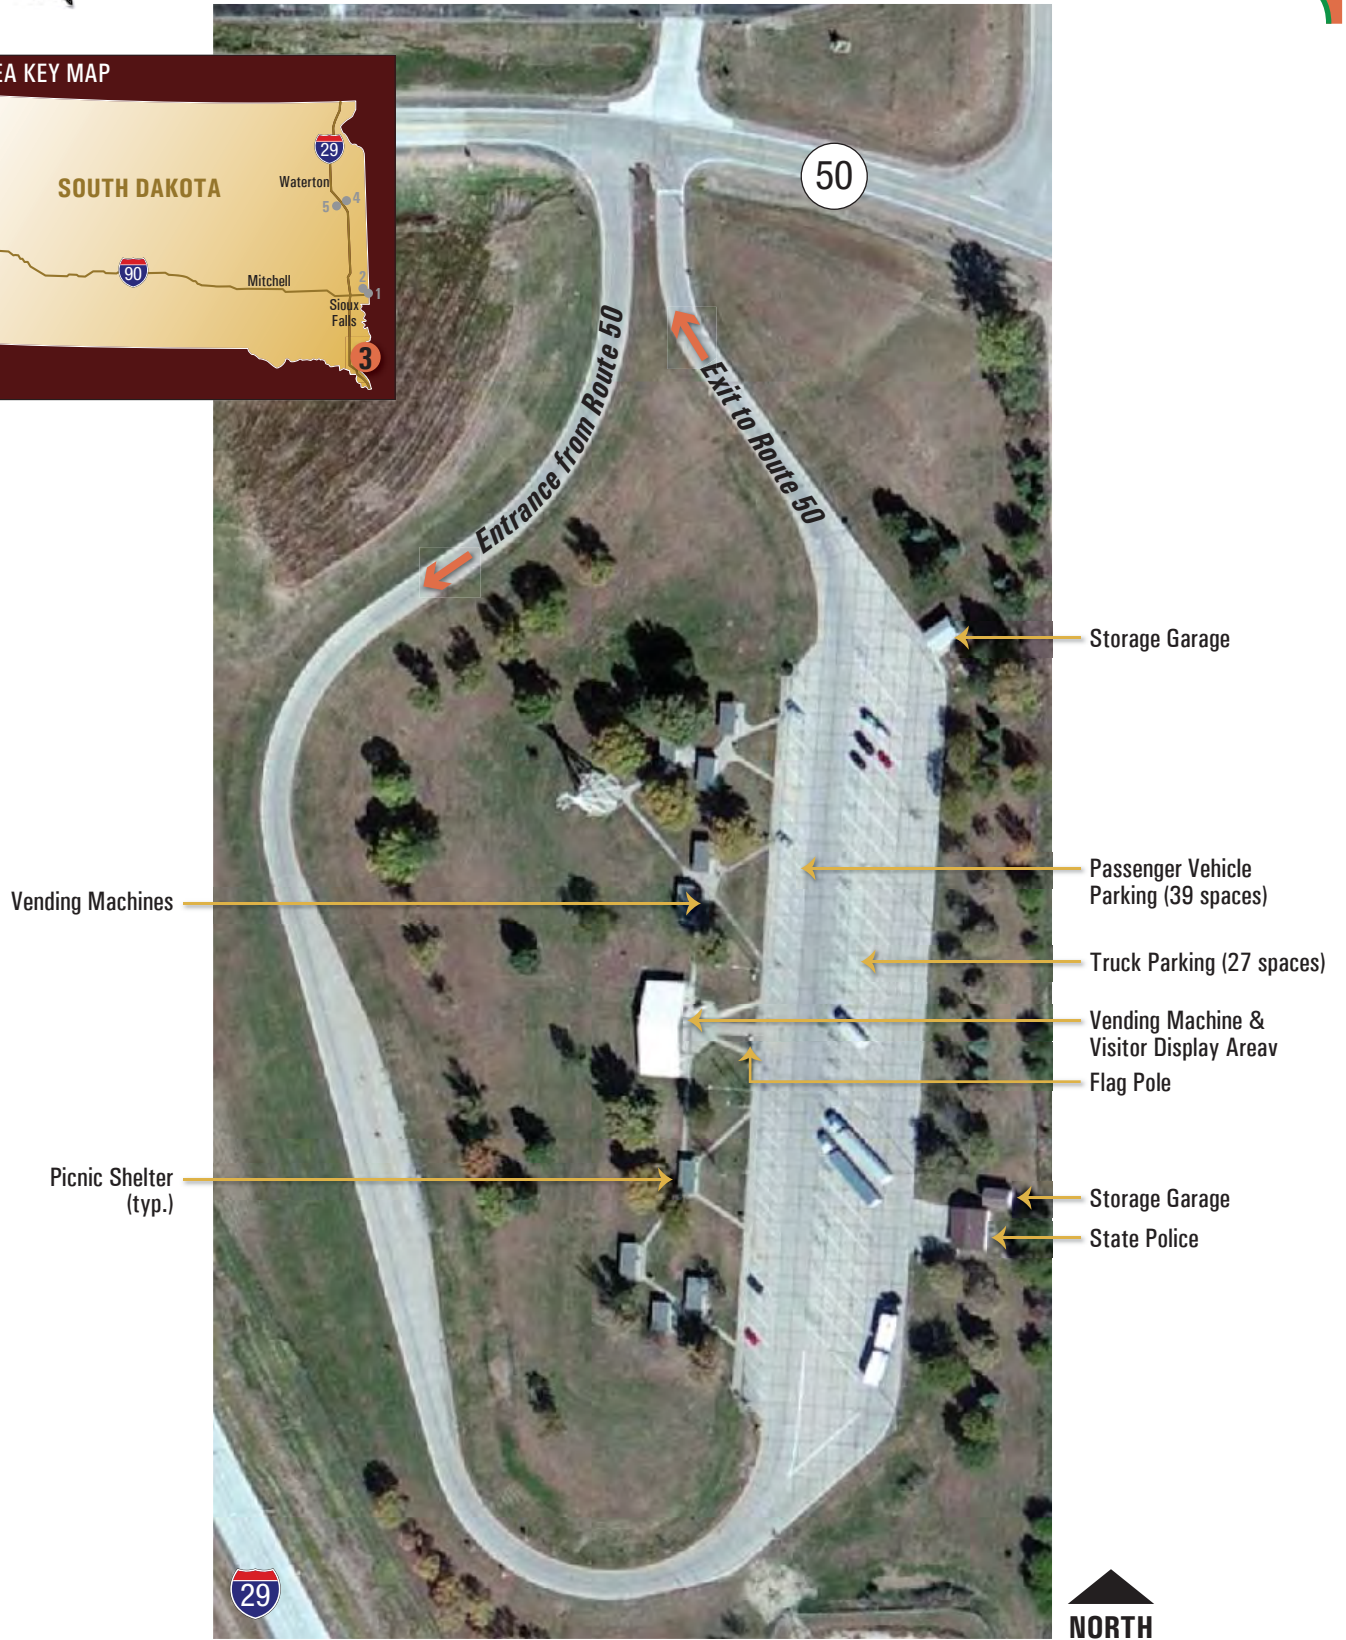 EA KEY MAP
29
SOUTH DAKOTA
Waterton
5
4
90
Mitchell
2
1
Sioux
Falls
3
50
Entrance from Route 50
Exit to Route 50
Storage Garage
Passenger Vehicle
Parking (39 spaces)
Vending Machines
Truck Parking (27 spaces)
Vending Machine &
Visitor Display Areav
Flag Pole
Picnic Shelter
(typ.)
Storage Garage
State Police
29
NORTH